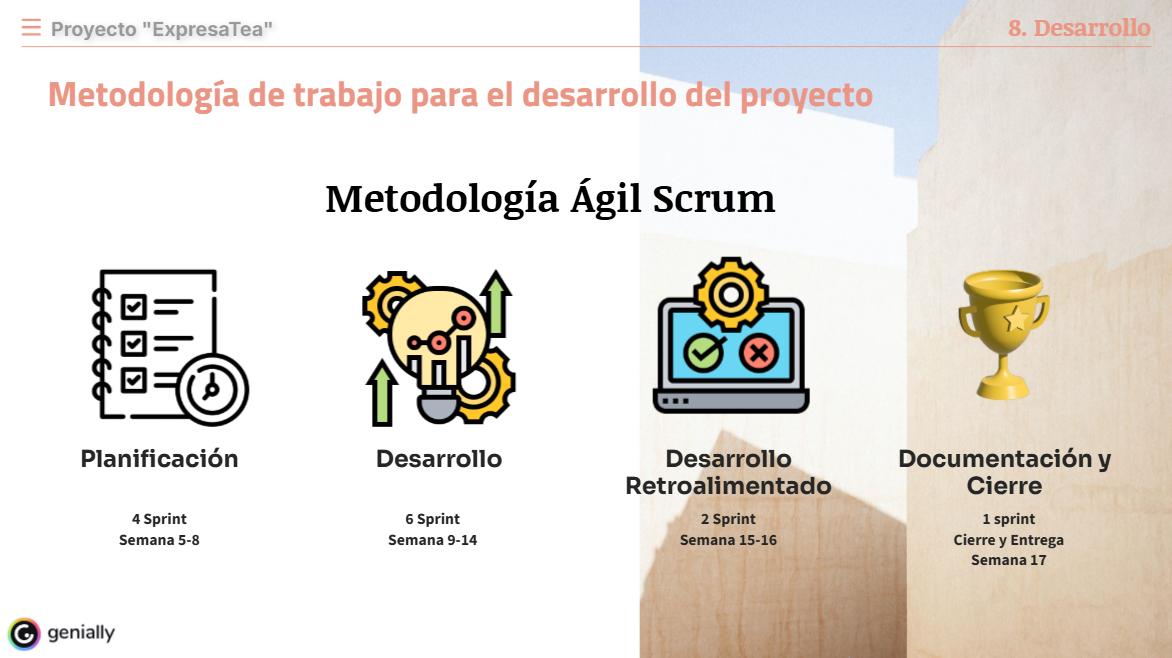 Proyecto "ExpresaTea"
8. Desarrollo
Metodología de trabajo para el desarrollo del proyecto
Metodología Ágil Scrum
Planificación
4 Sprint
Semana 5-8
Desarrollo
6 Sprint
Semana 9-14
Desarrollo
Retroalimentado
2 Sprint
Semana 15-16
Documentación y
Cierre
1 sprint
Cierre y Entrega
Semana 17
genially